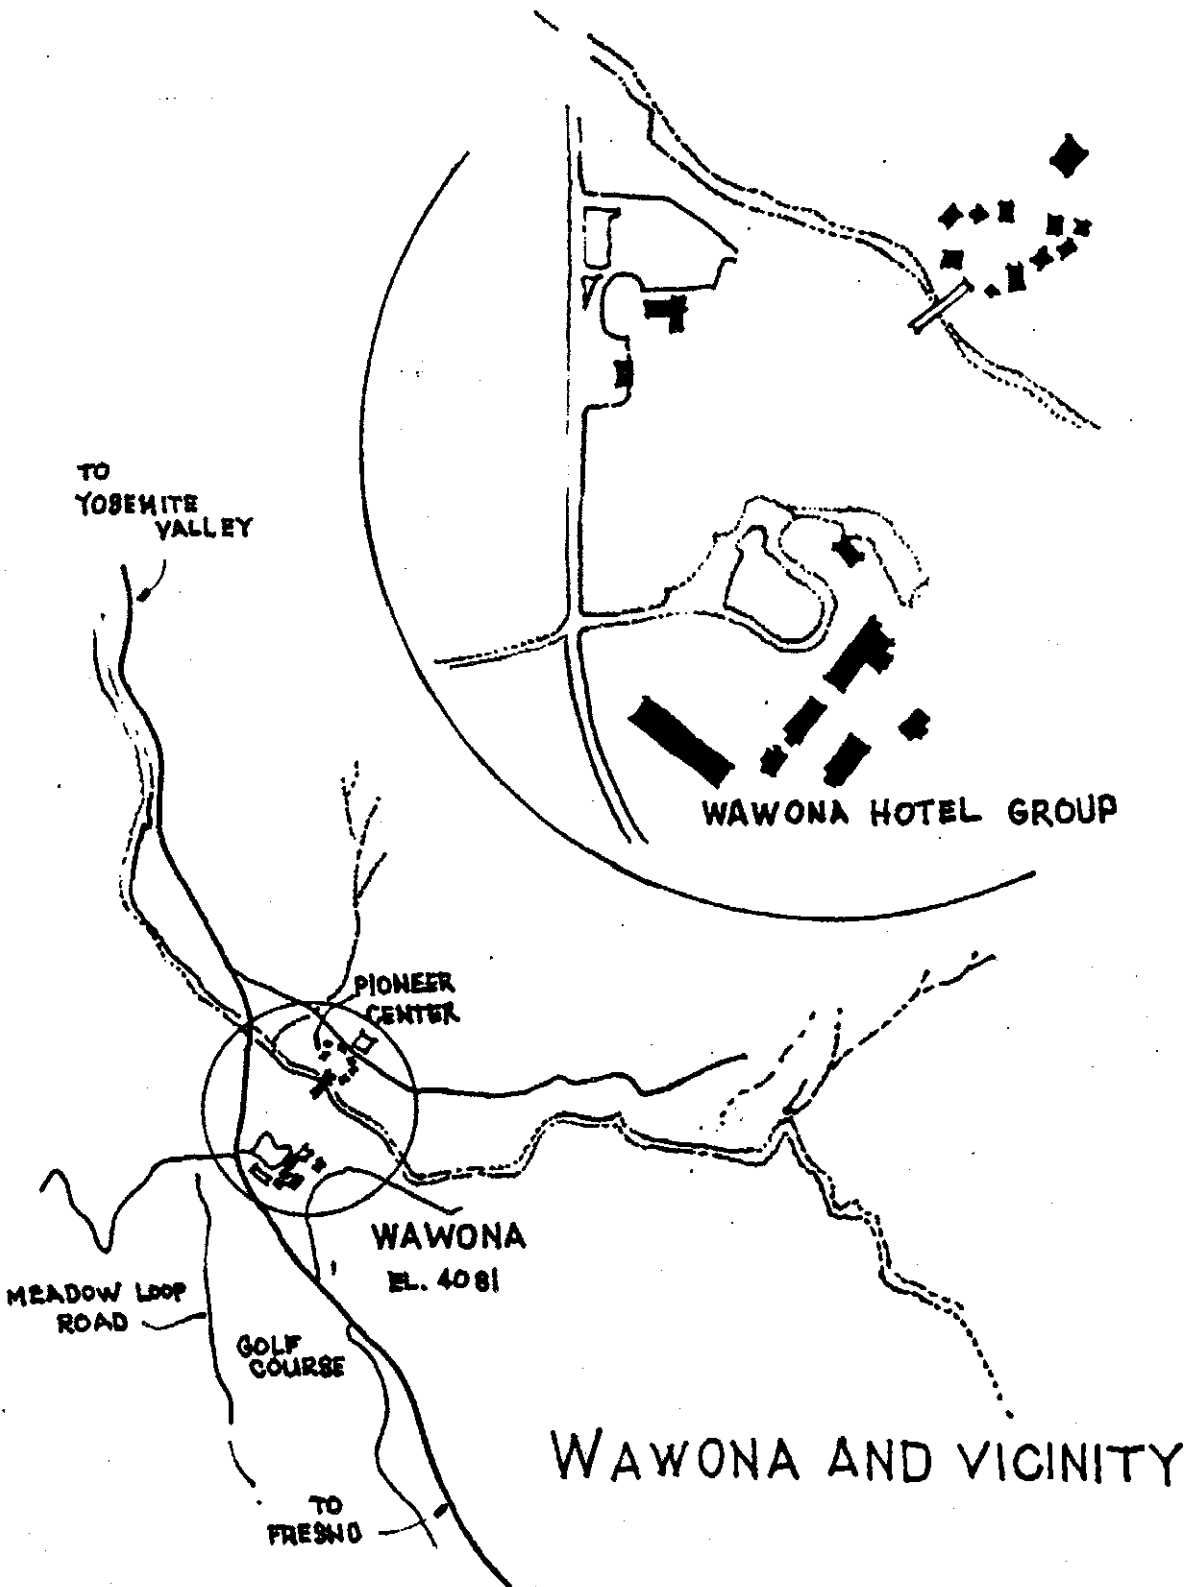 TO
YOSEMITE
VALLEY
WAWONA HOTEL GROUP
PIONEER
CENTER
WAWONA
EL. 4081
MEADOW LOOP
ROAD
GOLF
COURSE
WAWONA AND VICINITY
TO
FRESNO